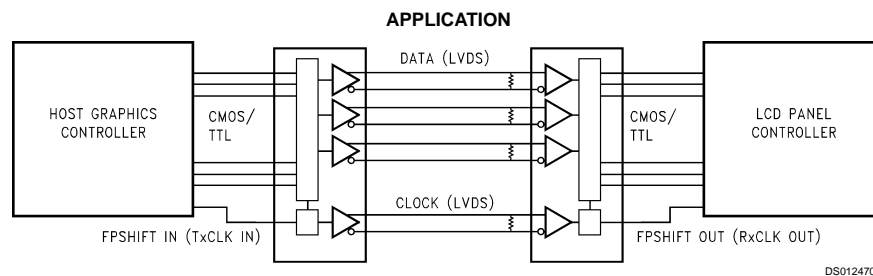 APPLICATION
DATA (LVDS)
HOST GRAPHICS
CONTROLLER
CMOS/
TTL
CMOS/
TTL
LCD PANEL
CONTROLLER
CLOCK (LVDS)
FPSHIFT IN (TxCLK IN)
FPSHIFT OUT (RxCLK OUT)
DS012470